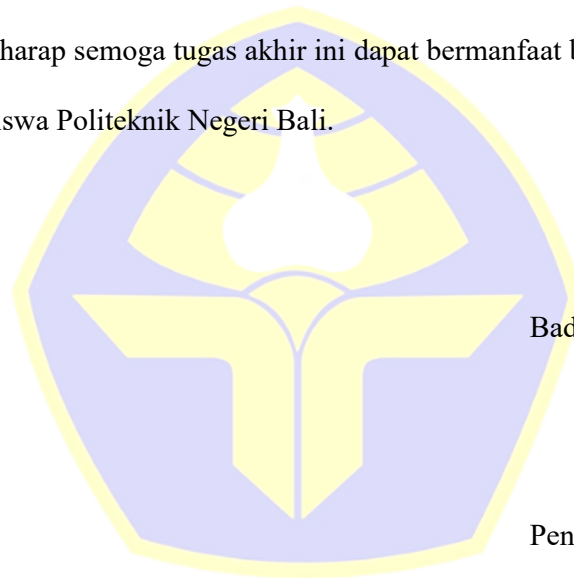 harap semoga tugas akhir ini dapat bermanfaat
swa Politeknik Negeri Bali.
Bad
Pen